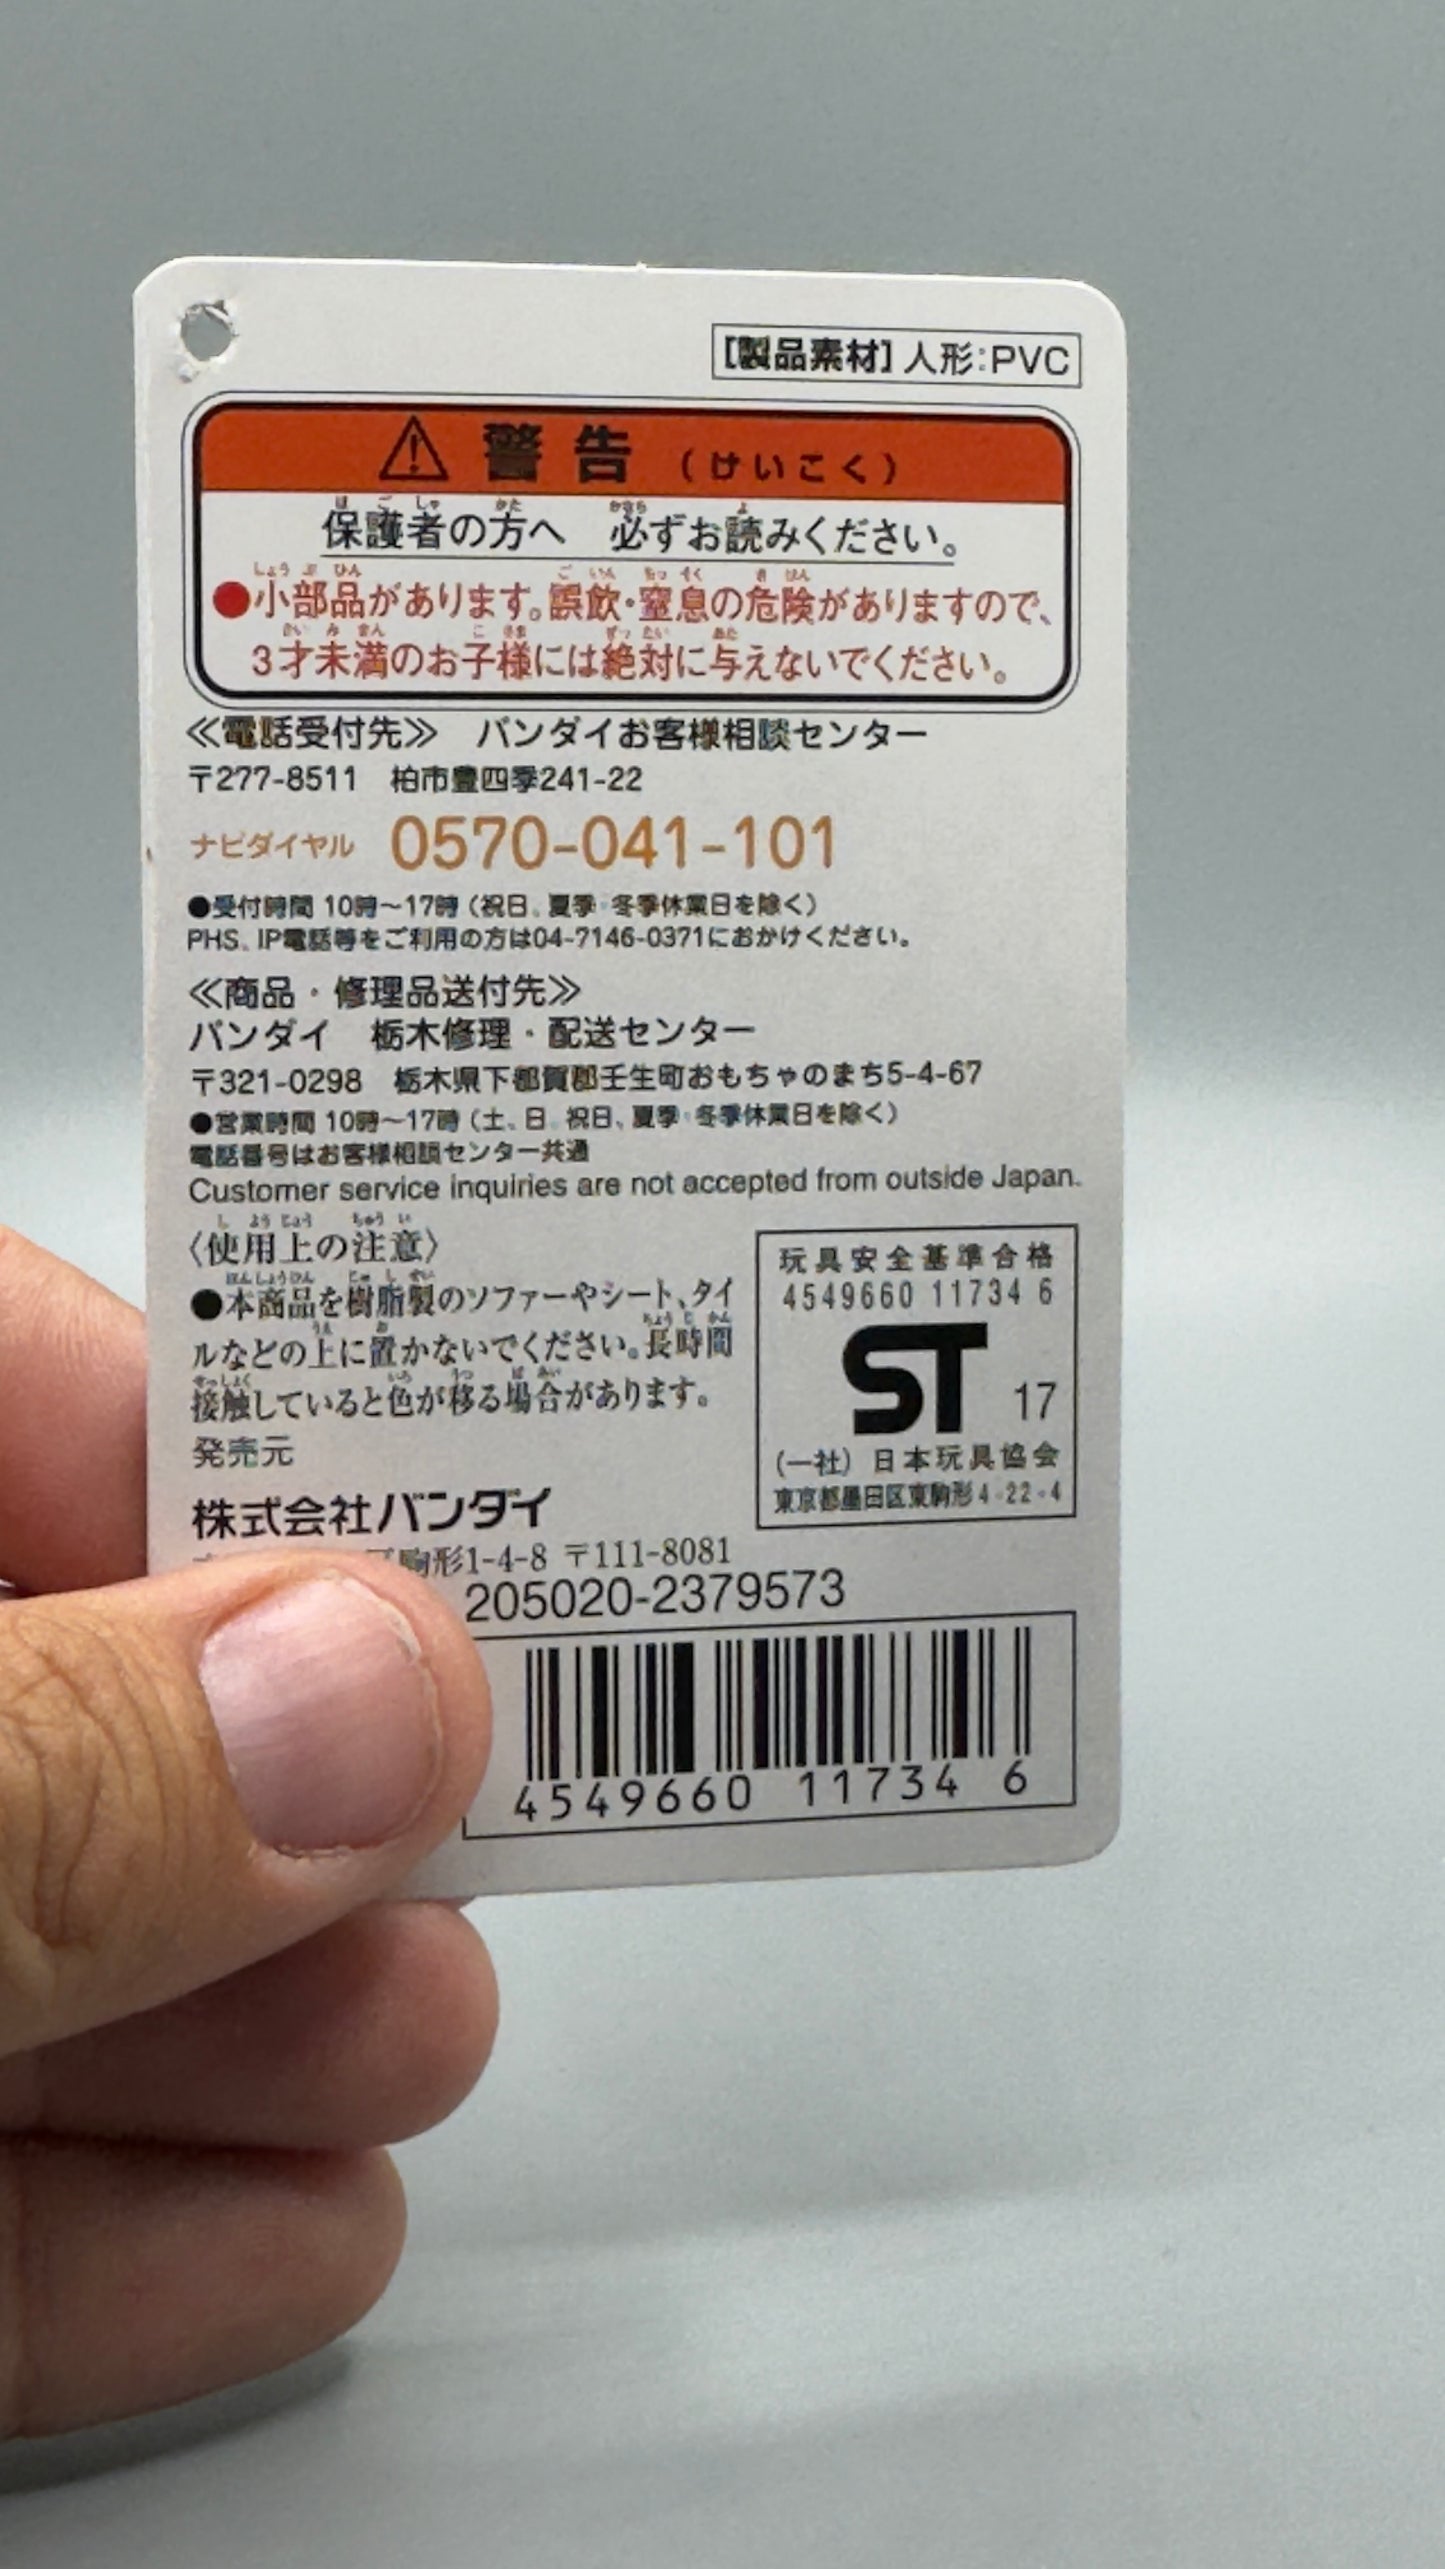 [製品素材] 人形:PVC
警告 (けいこく)
保護者の方へ 必ずお読みください。
●小部品があります。誤飲・窒息の危険がありますので、
3才未満のお子様には絶対に与えないでください。
≪電話受付先≫ バンダイお客様相談センター
〒277-8511 柏市豊四季241-22
ナビダイヤル 0570-041-101
●受付時間 10時～17時(祝日、夏季・冬季休業日を除く)
PHS、IP電話等をご利用の方は04-7146-0371におかけください。
≪商品・修理品送付先≫
バンダイ 栃木修理・配送センター
〒321-0298 栃木県下都賀郡壬生町おもちゃのまち5-4-67
●営業時間 10時～17時(土、日、祝日、夏季・冬季休業日を除く)
電話番号はお客様相談センター共通
Customer service inquiries are not accepted from outside Japan.
〈使用上の注意〉
●本商品を樹脂製のソファーやシート、タイ
ルなどの上に置かないでください。長時間
接触していると色が移る場合があります。
発売元
株式会社バンダイ
駒形1-4-8 〒111-8081
玩具安全基準合格
4549660 11734 6
ST 17
(一社) 日本玩具協会
東京都墨田区東駒形4-22-4
205020-2379573
4549660 11734 6